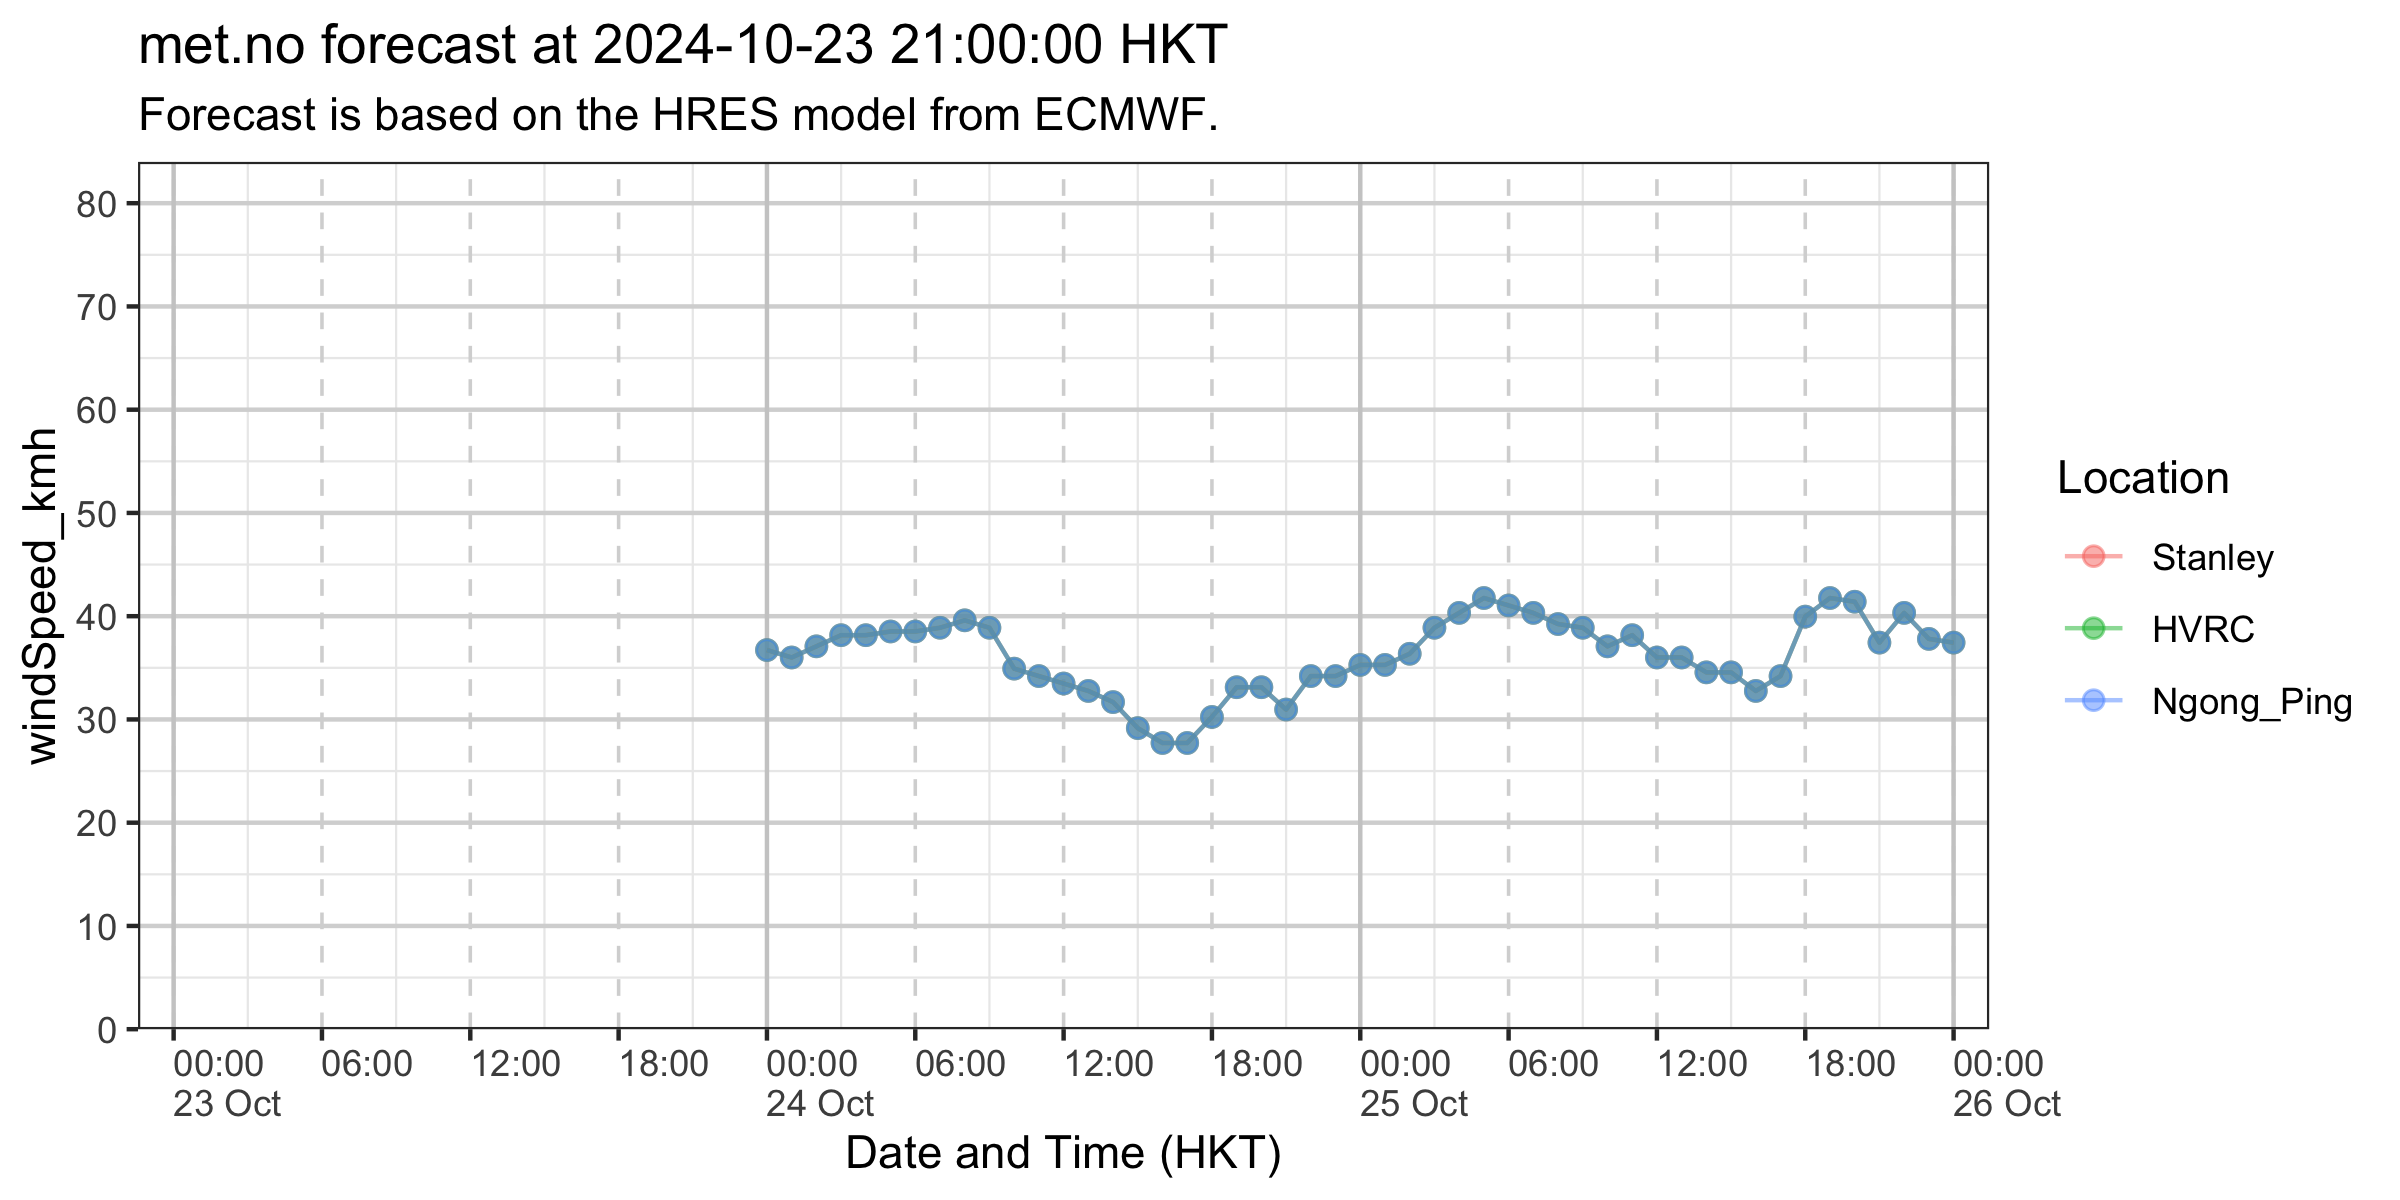 met.no forecast at 2024-10-23 21:00:00 HKT
Forecast is based on the HRES model from ECMWF.
windSpeed_kmh
80
70
60
50
40
30
20
10
0
00:00 06:00 12:00 18:00 00:00 06:00 12:00 18:00 00:00 06:00 12:00 18:00 00:00
23 Oct 24 Oct 25 Oct 26 Oct
Date and Time (HKT)
Location
Stanley
HVRC
Ngong_Ping